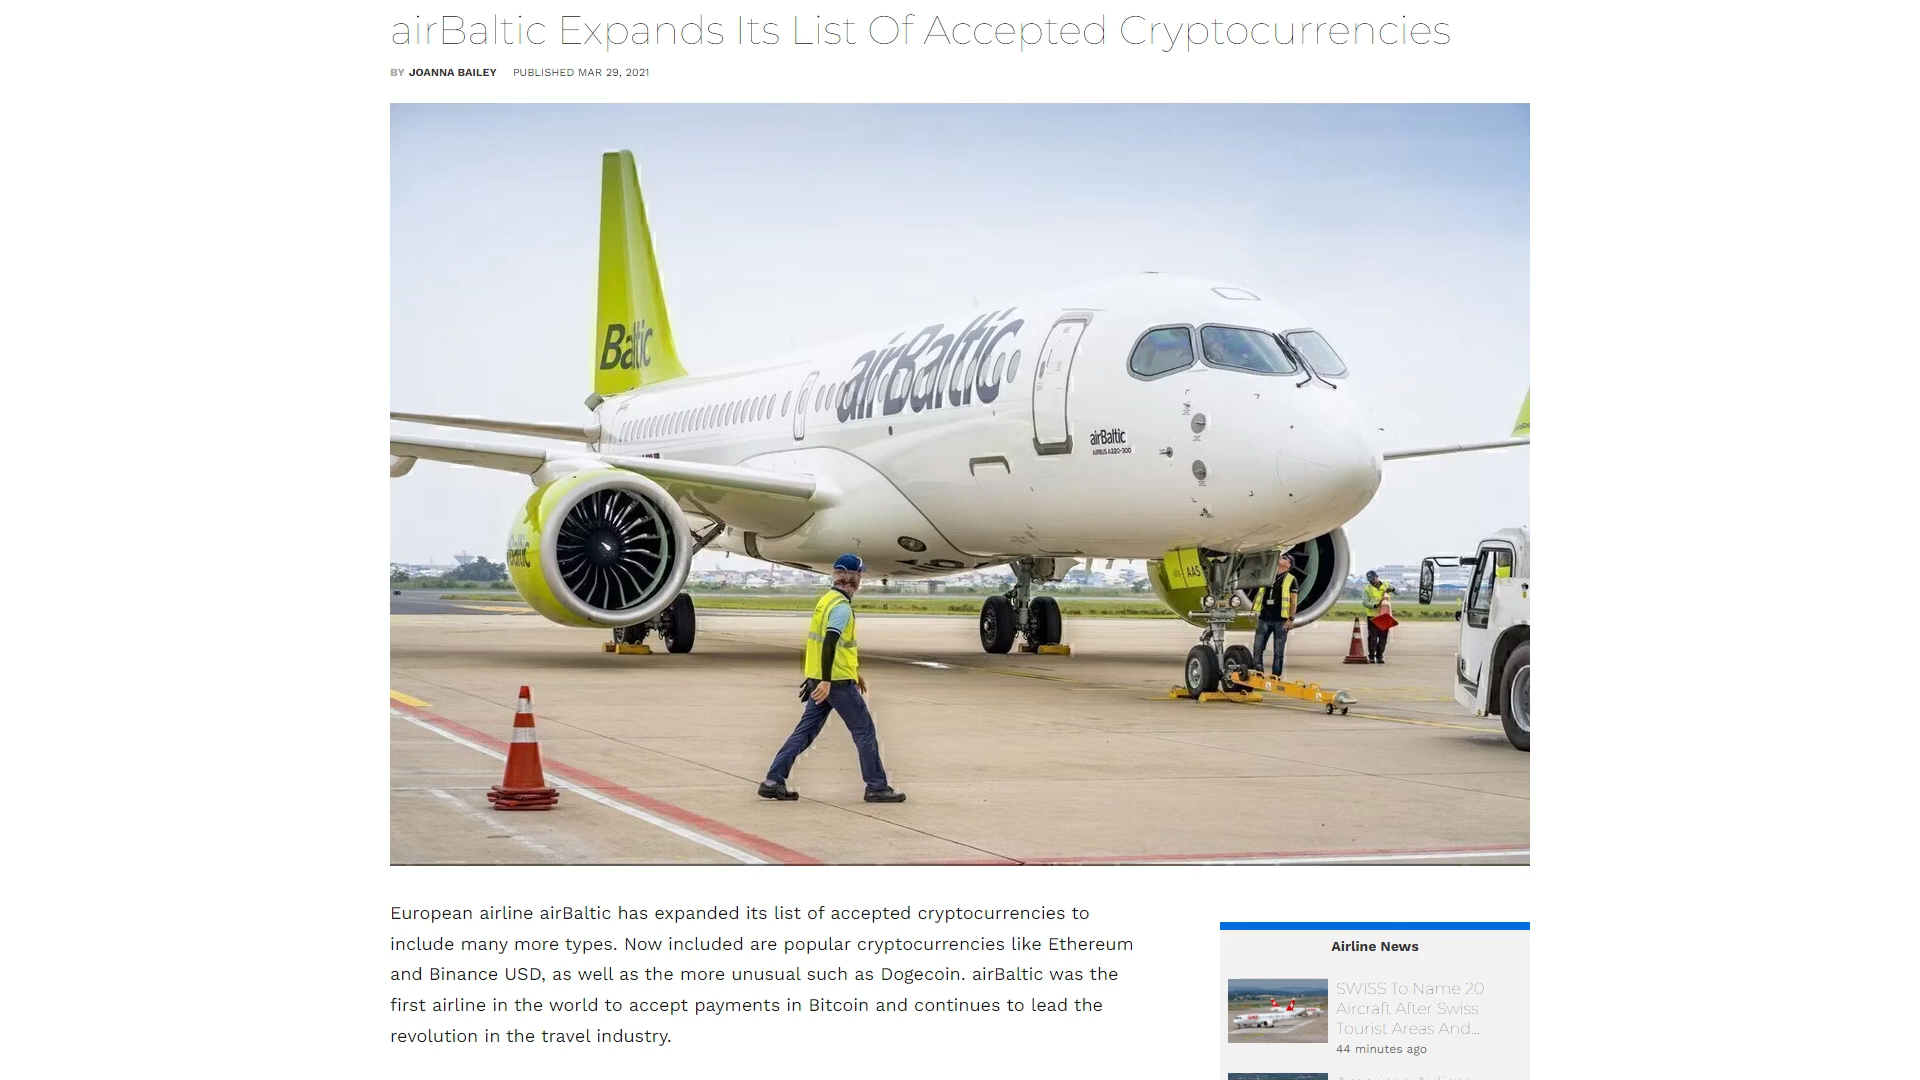 airBaltic Expands Its List Of Accepted Cryptocurrencies
BY JOANNA BAILEY PUBLISHED MAR 29, 2021
Baltic
airBaltic
airBaltic
AIRBUS A220-300
AAS
European airline airBaltic has expanded its list of accepted cryptocurrencies to
include many more types. Now included are popular cryptocurrencies like Ethereum
and Binance USD, as well as the more unusual such as Dogecoin. airBaltic was the
first airline in the world to accept payments in Bitcoin and continues to lead the
revolution in the travel industry.
Airline News
SWISS To Name 20
Aircraft After Swiss
Tourist Areas And...
44 minutes ago